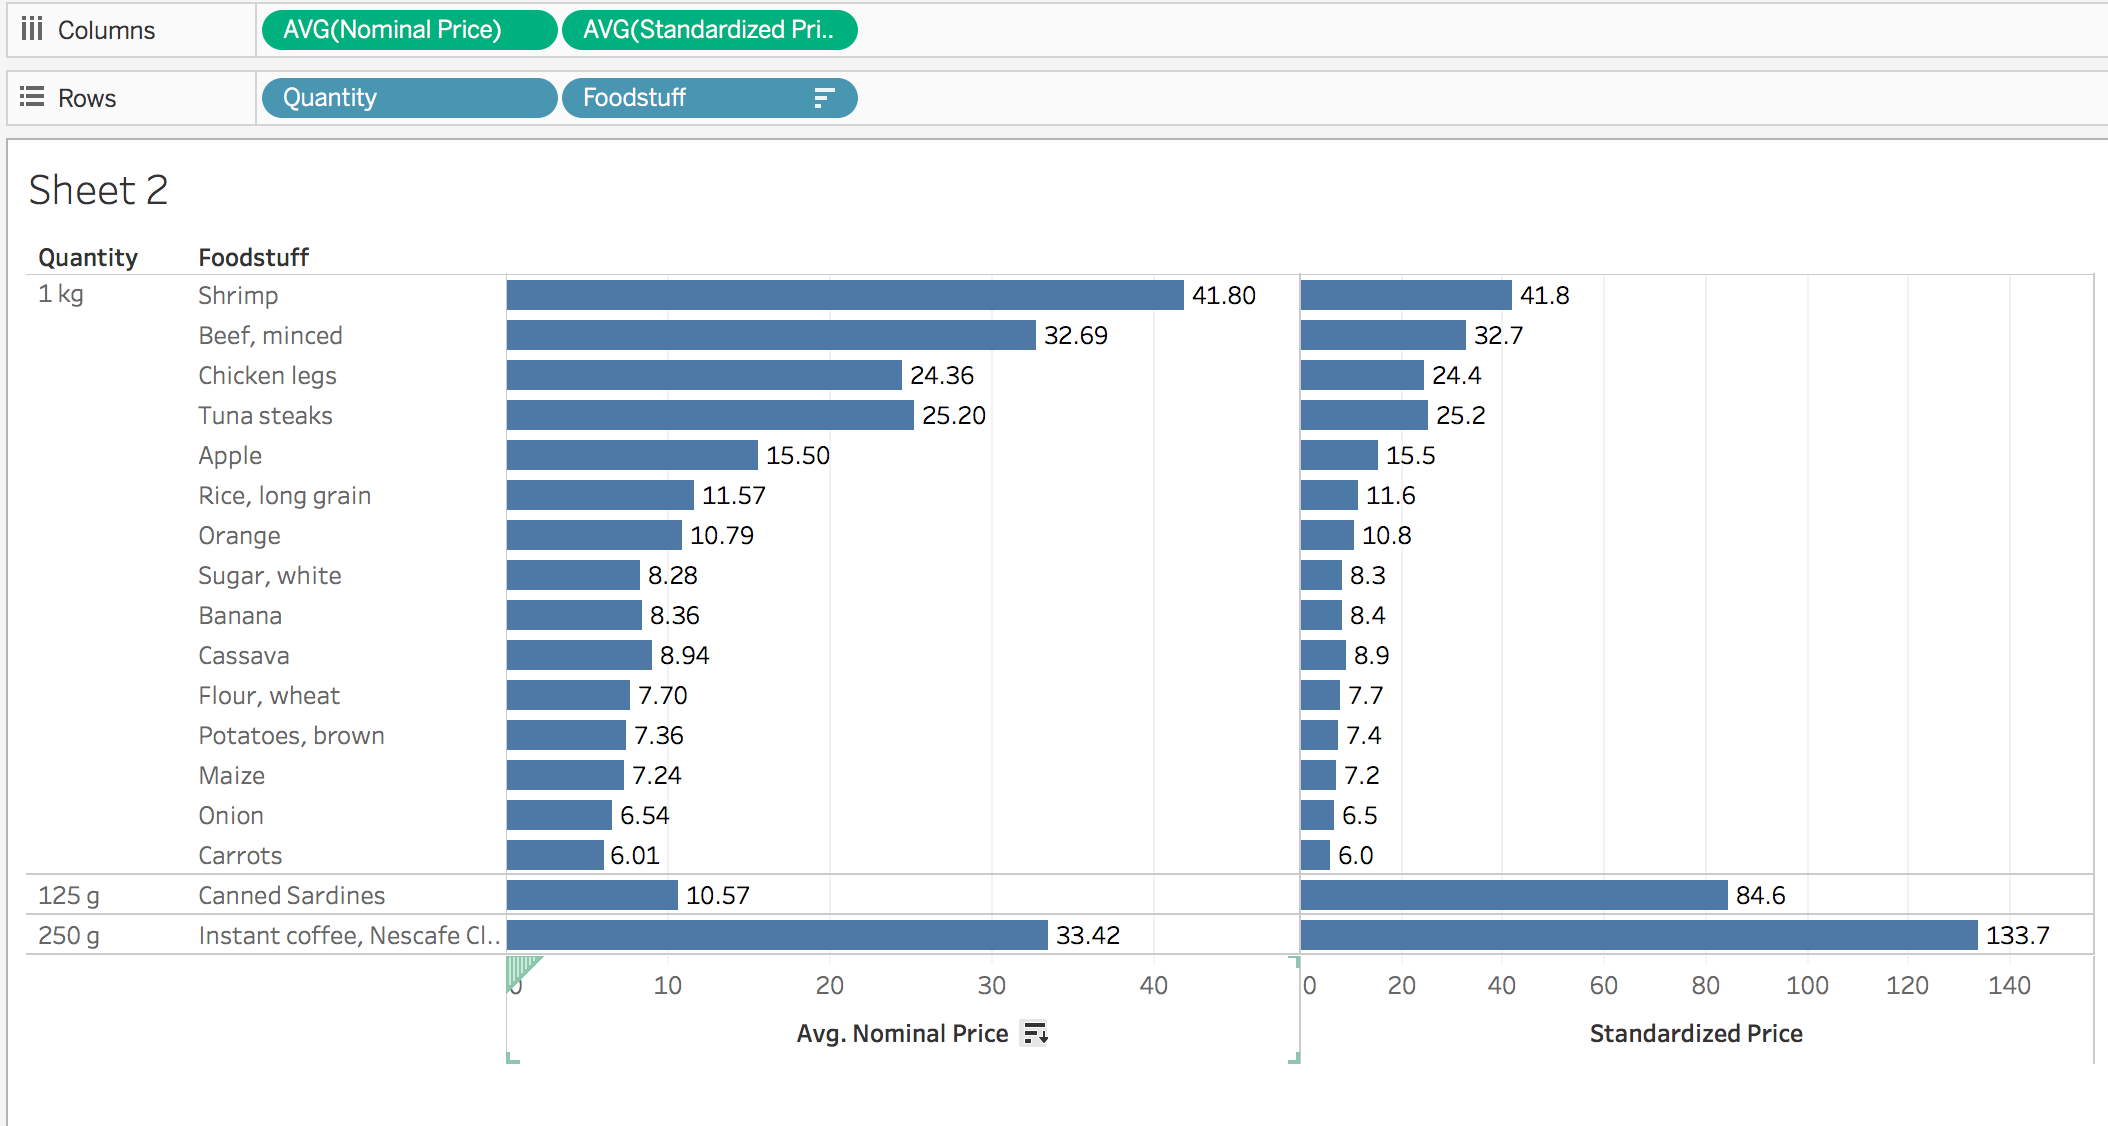 Columns AVG(Nominal Price) AVG(Standardized Pri..
Rows Quantity Foodstuff
Sheet 2
Quantity Foodstuff
1 kg Shrimp 41.80 41.8
Beef, minced 32.69 32.7
Chicken legs 24.36 24.4
Tuna steaks 25.20 25.2
Apple 15.50 15.5
Rice, long grain 11.57 11.6
Orange 10.79 10.8
Sugar, white 8.28 8.3
Banana 8.36 8.4
Cassava 8.94 8.9
Flour, wheat 7.70 7.7
Potatoes, brown 7.36 7.4
Maize 7.24 7.2
Onion 6.54 6.5
Carrots 6.01 6.0
125 g Canned Sardines 10.57 84.6
250 g Instant coffee, Nescafe Cl.. 33.42 133.7
0 10 20 30 40 0 20 40 60 80 100 120 140
Avg. Nominal Price Standardized Price